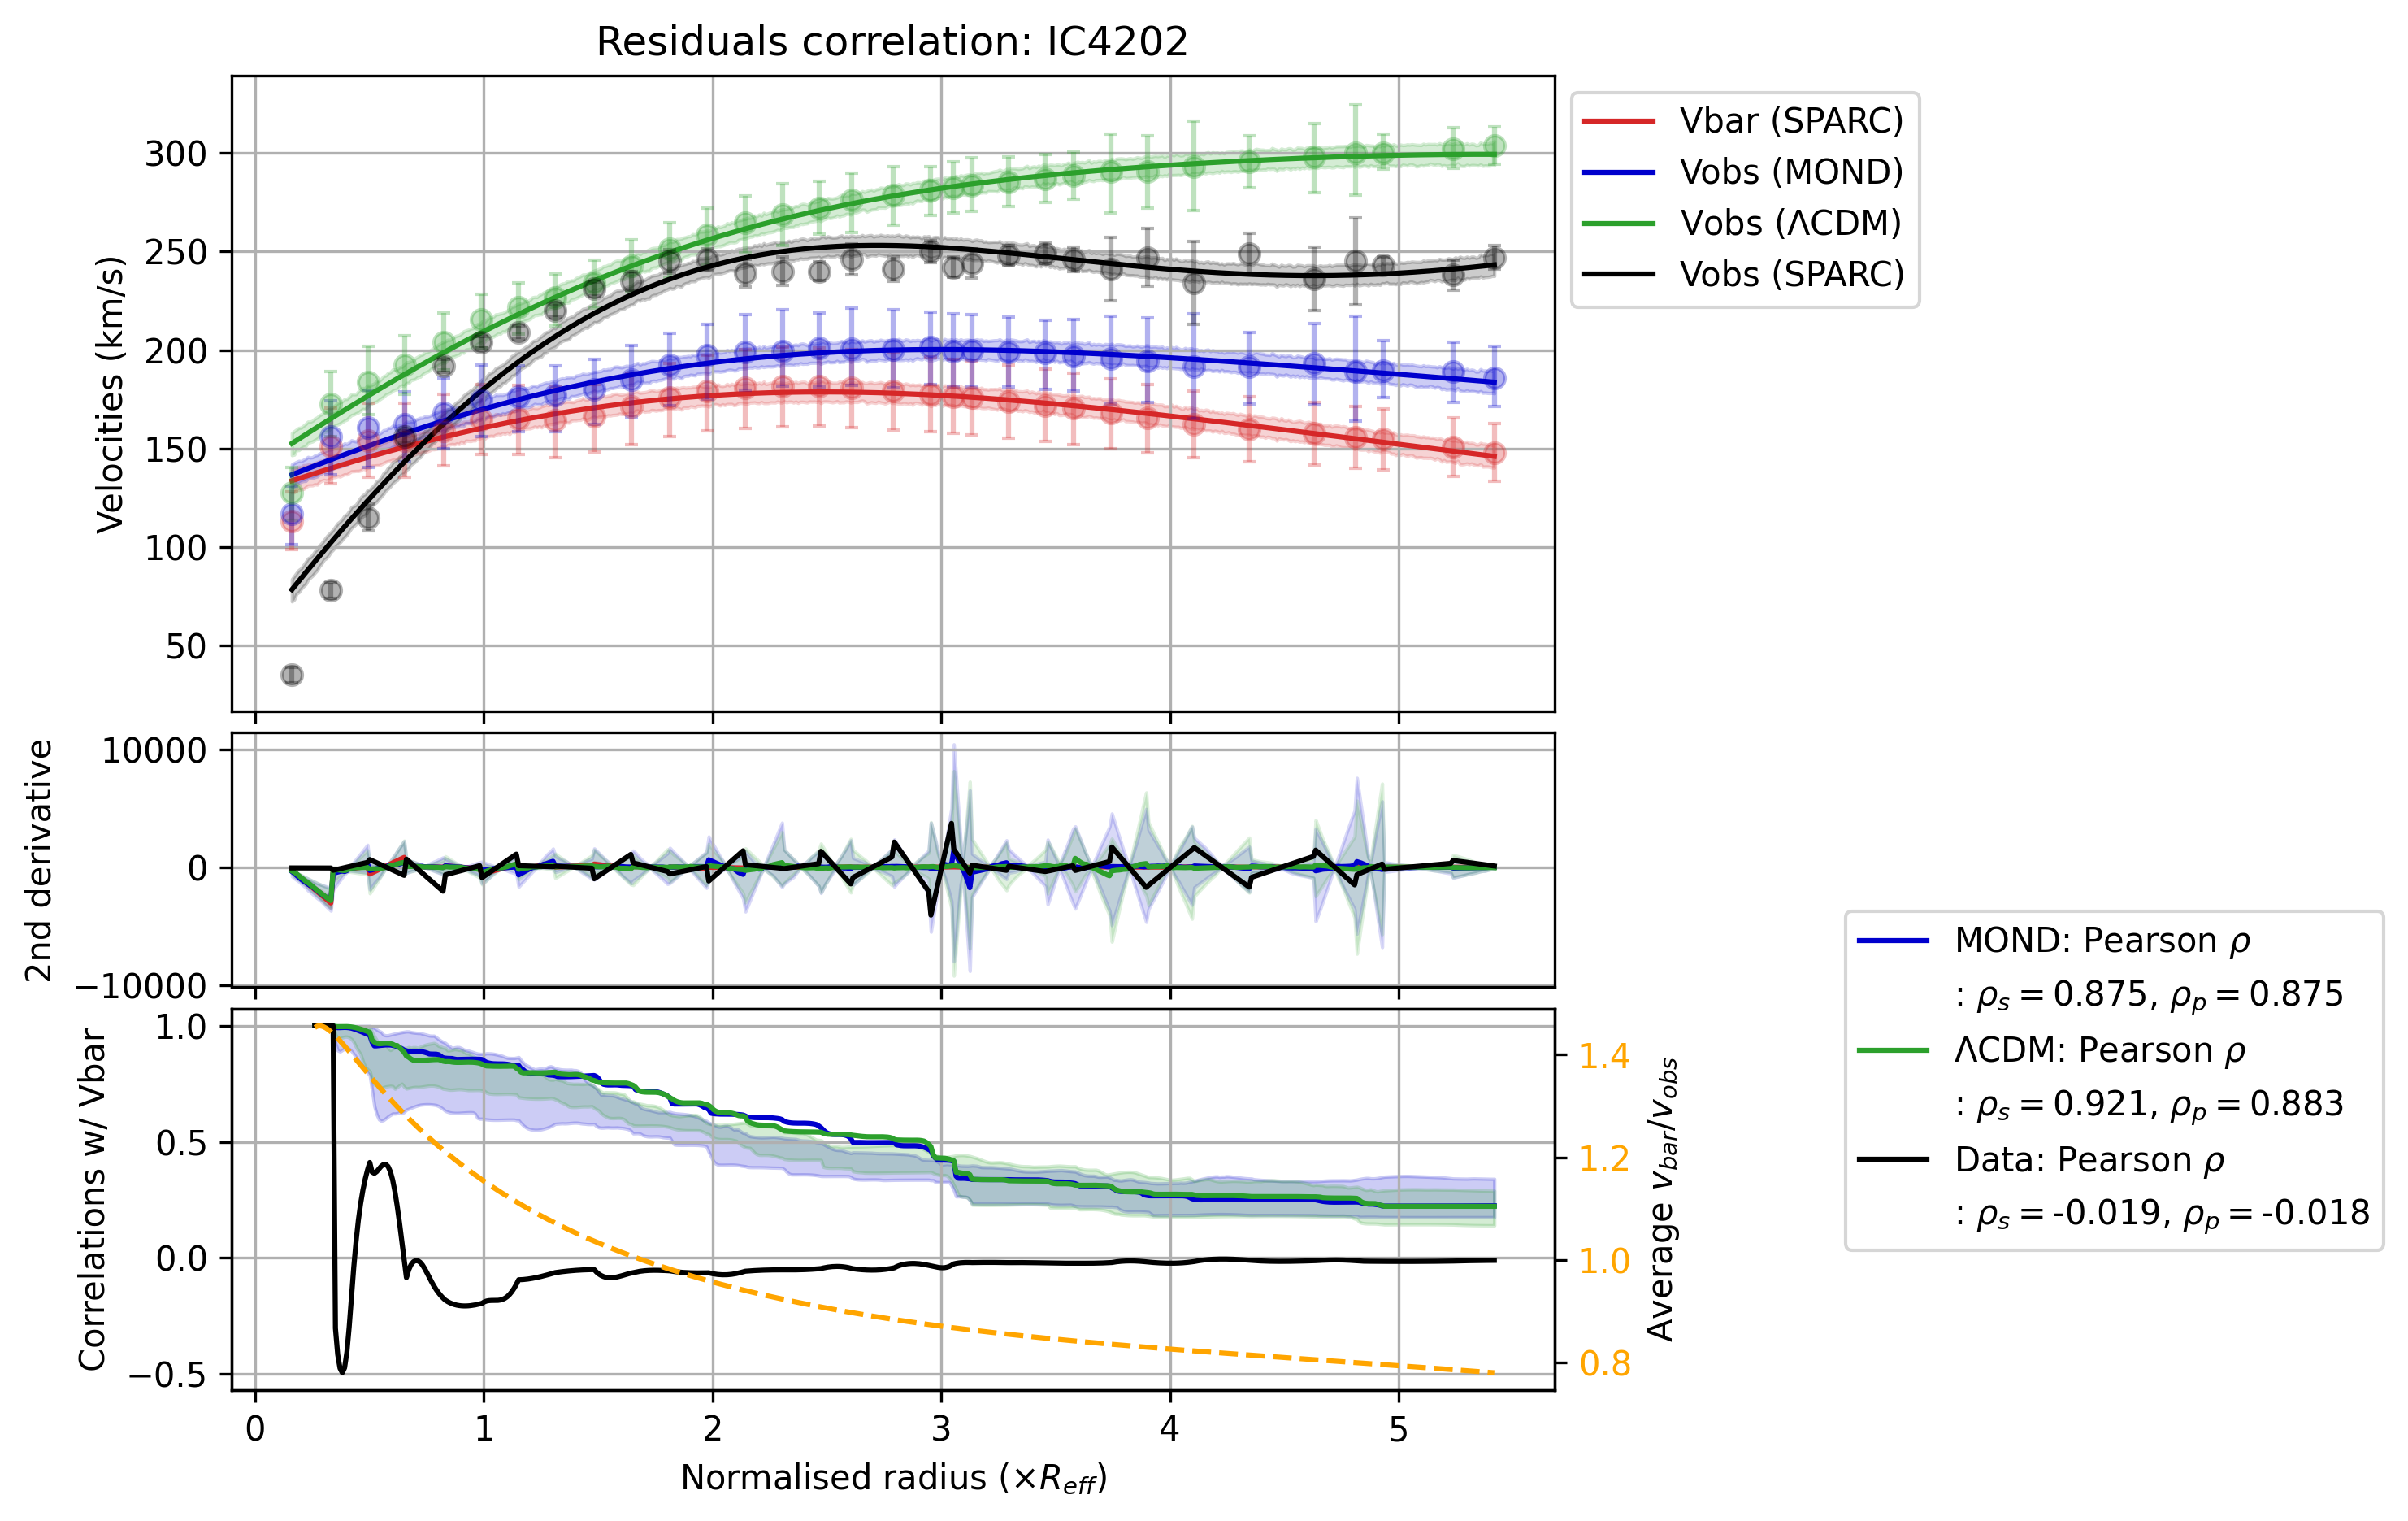 Residuals correlation: IC4202
Velocities (km/s)
300
250
200
150
100
50
Vbar (SPARC)
Vobs (MOND)
Vobs (ΛCDM)
Vobs (SPARC)
2nd derivative
10000
0
−10000
Correlations w/ Vbar
1.0
0.5
0.0
−0.5
1.4
1.2
1.0
0.8
Average v_bar/v_obs
MOND: Pearson ρ
: ρ_s = 0.875, ρ_p = 0.875
ΛCDM: Pearson ρ
: ρ_s = 0.921, ρ_p = 0.883
Data: Pearson ρ
: ρ_s = -0.019, ρ_p = -0.018
0 1 2 3 4 5
Normalised radius (×R_eff)